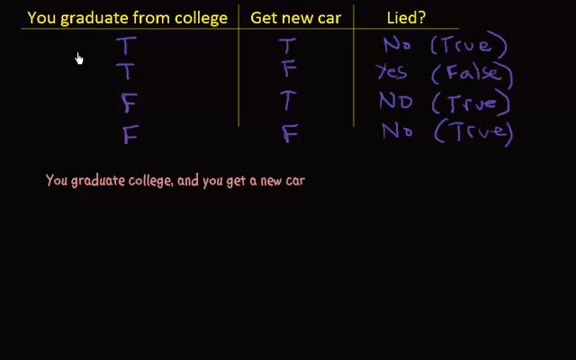 You graduate from college Get new car Lied?
T T No (True)
T F Yes (False)
F T NO (True)
F F No (True)
You graduate college, and you get a new car